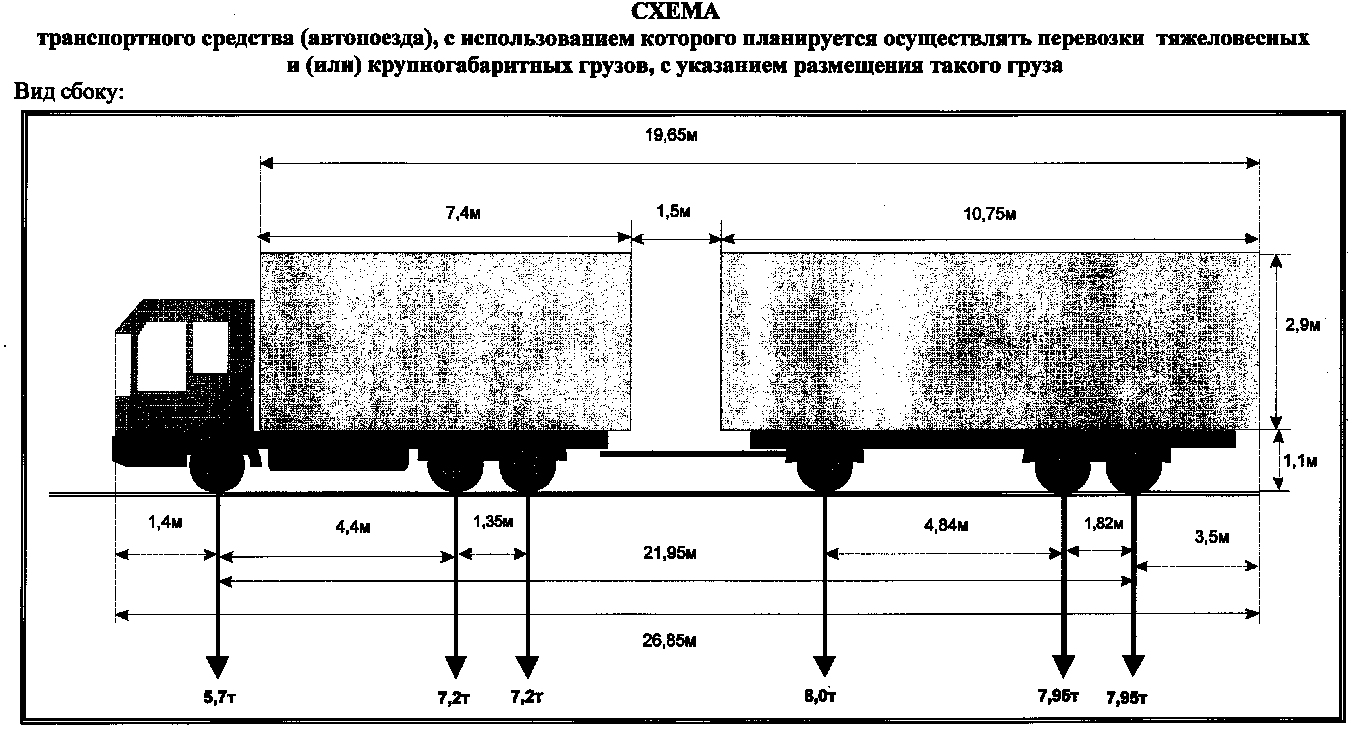 СХЕМА
транспортного средства (автопоезда), с использованием которого планируется осуществлять перевозки тяжеловесных
и (или) крупногабаритных грузов, с указанием размещения такого груза
Вид сбоку:
19,65м
7,4м 1,5м 10,75м
2,9м
1,1м
1,4м 4,4м 1,35м 4,84м 1,82м 3,5м
21,95м
26,85м
5,7т 7,2т 7,2т 8,0т 7,95т 7,95т